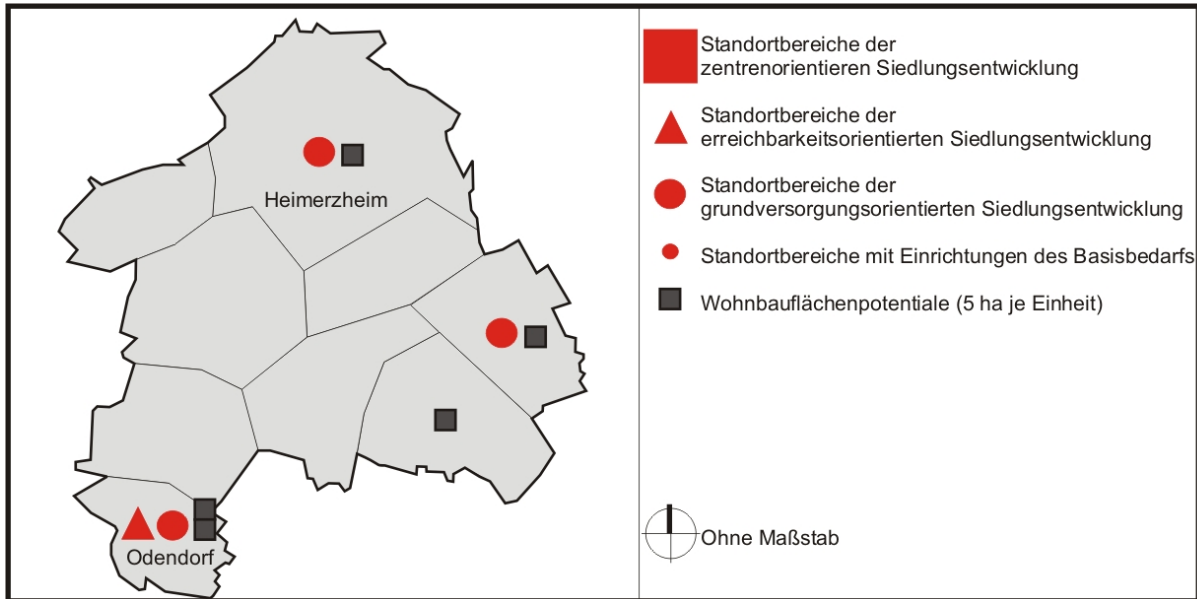 Heimerzheim
Odendorf
Standortbereiche der
zentrenorientieren Siedlungsentwicklung
Standortbereiche der
erreichbarkeitsorientierten Siedlungsentwicklung
Standortbereiche der
grundversorgungsorientierten Siedlungsentwicklung
Standortbereiche mit Einrichtungen des Basisbedarfs
Wohnbauflächenpotentiale (5 ha je Einheit)
Ohne Maßstab